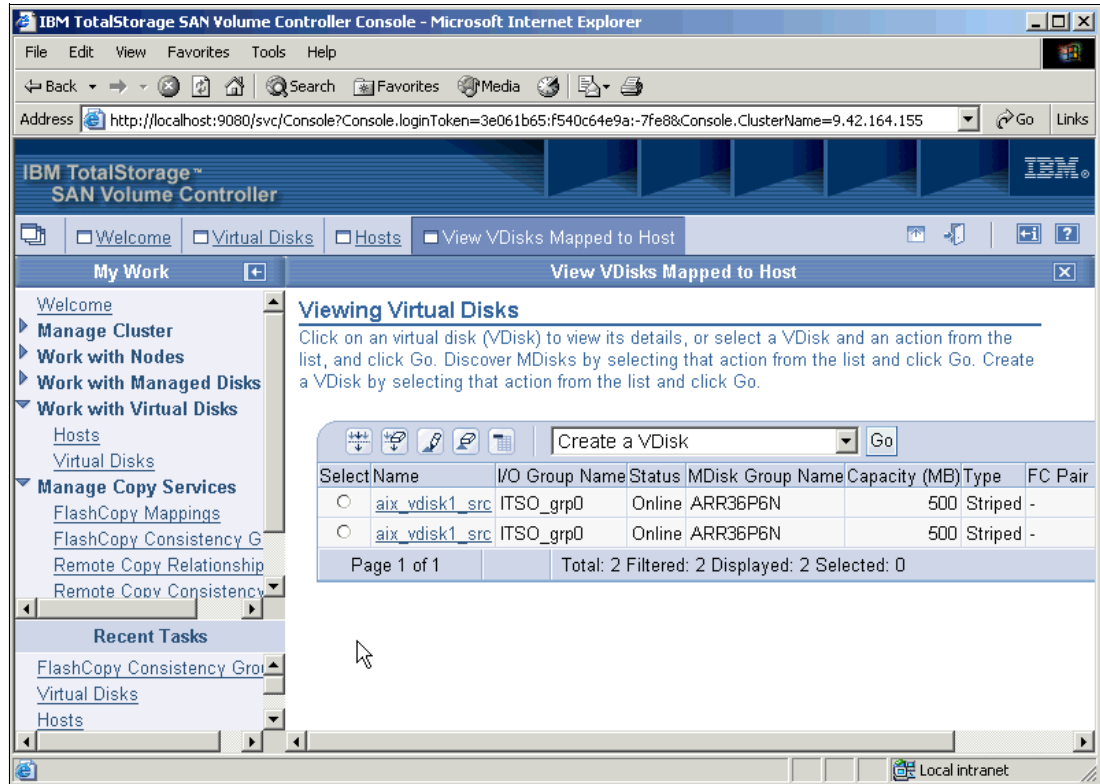 IBM TotalStorage SAN Volume Controller Console - Microsoft Internet Explorer
File Edit View Favorites Tools Help
Back Search Favorites Media
Address http://localhost:9080/svc/Console?Console.loginToken=3e061b65:f540c64e9a:-7fe8&Console.ClusterName=9.42.164.155 Go Links
IBM TotalStorage™
SAN Volume Controller
IBM®
Welcome Virtual Disks Hosts View VDisks Mapped to Host
My Work
View VDisks Mapped to Host
Welcome
Manage Cluster
Work with Nodes
Work with Managed Disks
Work with Virtual Disks
Hosts
Virtual Disks
Manage Copy Services
FlashCopy Mappings
FlashCopy Consistency G
Remote Copy Relationship
Remote Copy Consistency
Recent Tasks
FlashCopy Consistency Grou
Virtual Disks
Hosts
Viewing Virtual Disks
Click on an virtual disk (VDisk) to view its details, or select a VDisk and an action from the
list, and click Go. Discover MDisks by selecting that action from the list and click Go. Create
a VDisk by selecting that action from the list and click Go.
Create a VDisk Go
Select Name I/O Group Name Status MDisk Group Name Capacity (MB) Type FC Pair
aix_vdisk1_src ITSO_grp0 Online ARR36P6N 500 Striped -
aix_vdisk1_src ITSO_grp0 Online ARR36P6N 500 Striped -
Page 1 of 1 Total: 2 Filtered: 2 Displayed: 2 Selected: 0
Local intranet